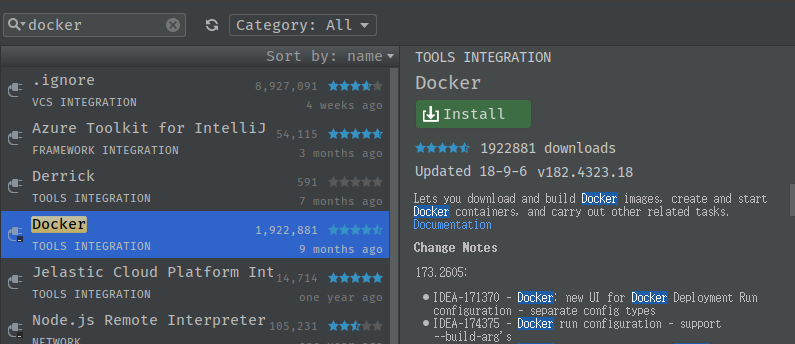 docker
Category: All
Sort by: name
.ignore
8,927,091
VCS INTEGRATION
4 weeks ago
Azure Toolkit for IntelliJ
54,115
FRAMEWORK INTEGRATION
3 months ago
Derrick
591
TOOLS INTEGRATION
7 months ago
Docker
1,922,881
TOOLS INTEGRATION
9 months ago
Jelastic Cloud Platform Int
14,714
TOOLS INTEGRATION
one year ago
Node.js Remote Interpreter
105,231
NETWORK
TOOLS INTEGRATION
Docker
Install
1922881 downloads
Updated 18-9-6 v182.4323.18
Lets you download and build Docker images, create and start
Docker containers, and carry out other related tasks.
Documentation
Change Notes
173.2605:
• IDEA-171370 - Docker: new UI for Docker Deployment Run
configuration - separate config types
• IDEA-174375 - Docker run configuration - support
--build-arg's